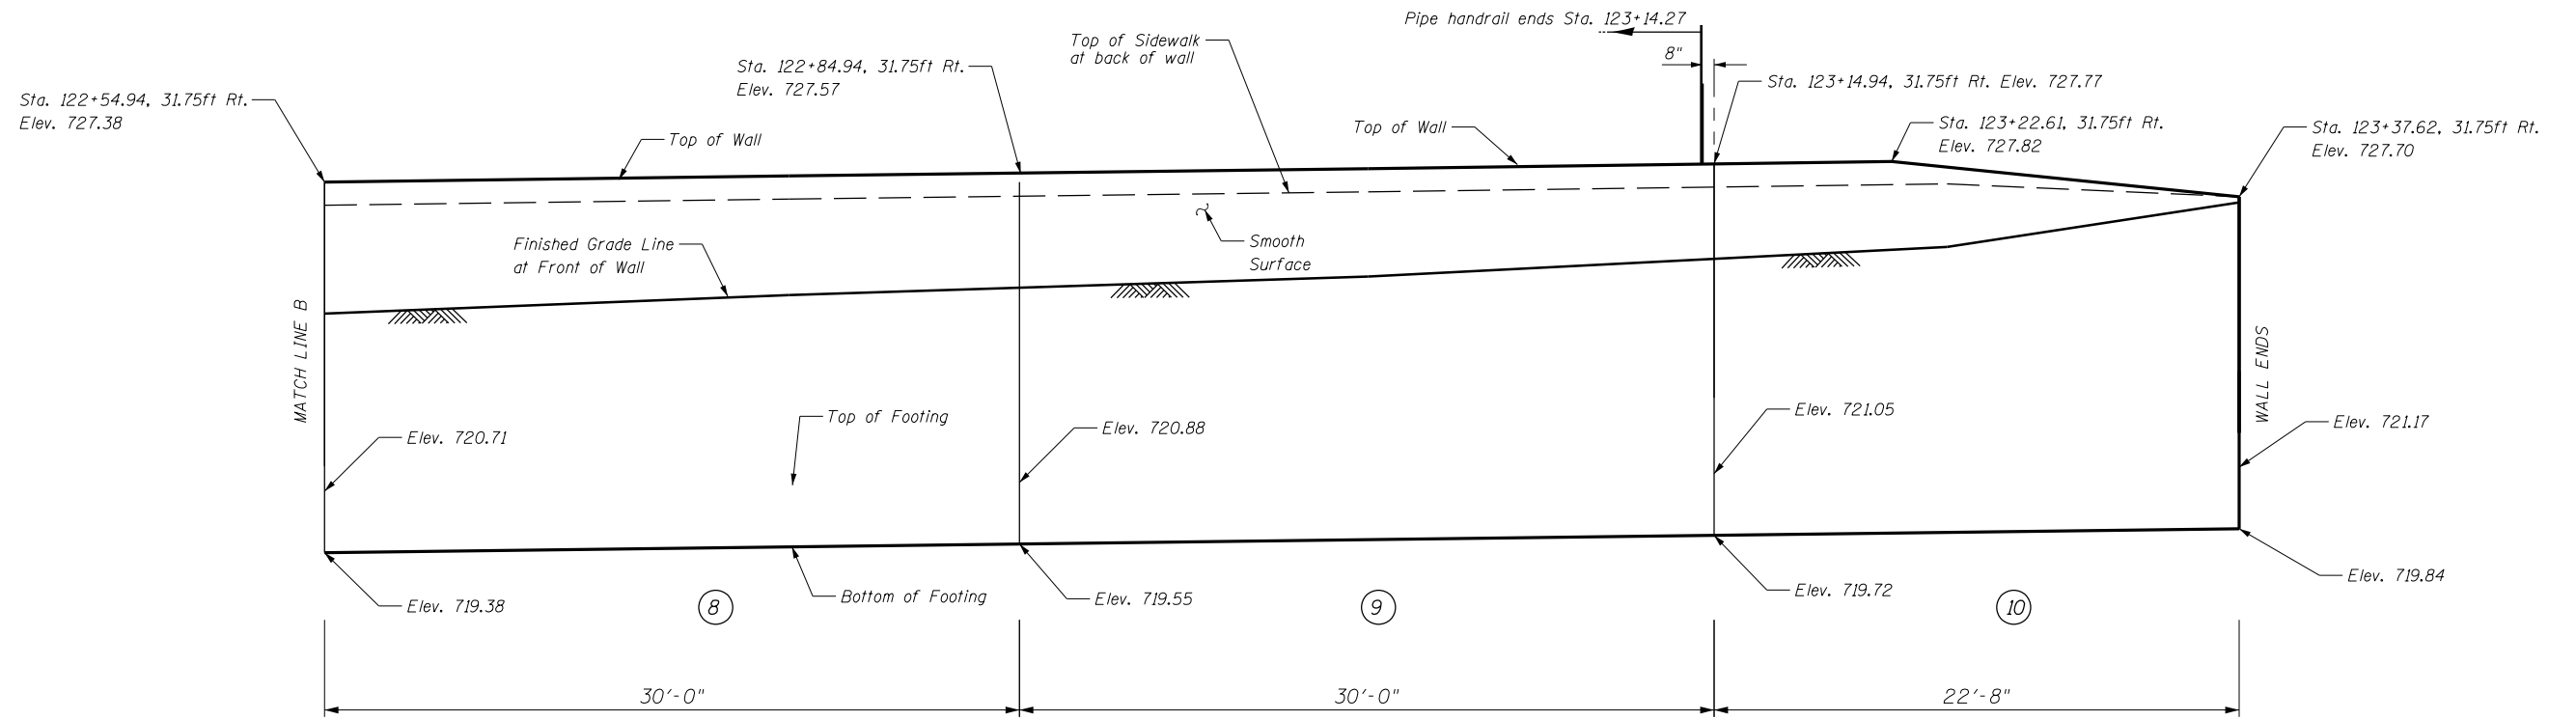 Pipe handrail ends Sta. 123+14.27
8"
Top of Sidewalk
at back of wall
Sta. 122+84.94, 31.75ft Rt.
Elev. 727.57
Sta. 123+14.94, 31.75ft Rt. Elev. 727.77
Sta. 122+54.94, 31.75ft Rt.
Elev. 727.38
Top of Wall
Top of Wall
Sta. 123+22.61, 31.75ft Rt.
Elev. 727.82
Sta. 123+37.62, 31.75ft Rt.
Elev. 727.70
Finished Grade Line
at Front of Wall
Smooth
Surface
MATCH LINE B
WALL ENDS
Elev. 720.71
Top of Footing
Elev. 720.88
Elev. 721.05
Elev. 721.17
Elev. 719.38
8
Bottom of Footing
Elev. 719.55
9
Elev. 719.72
10
Elev. 719.84
30'-0"
30'-0"
22'-8"